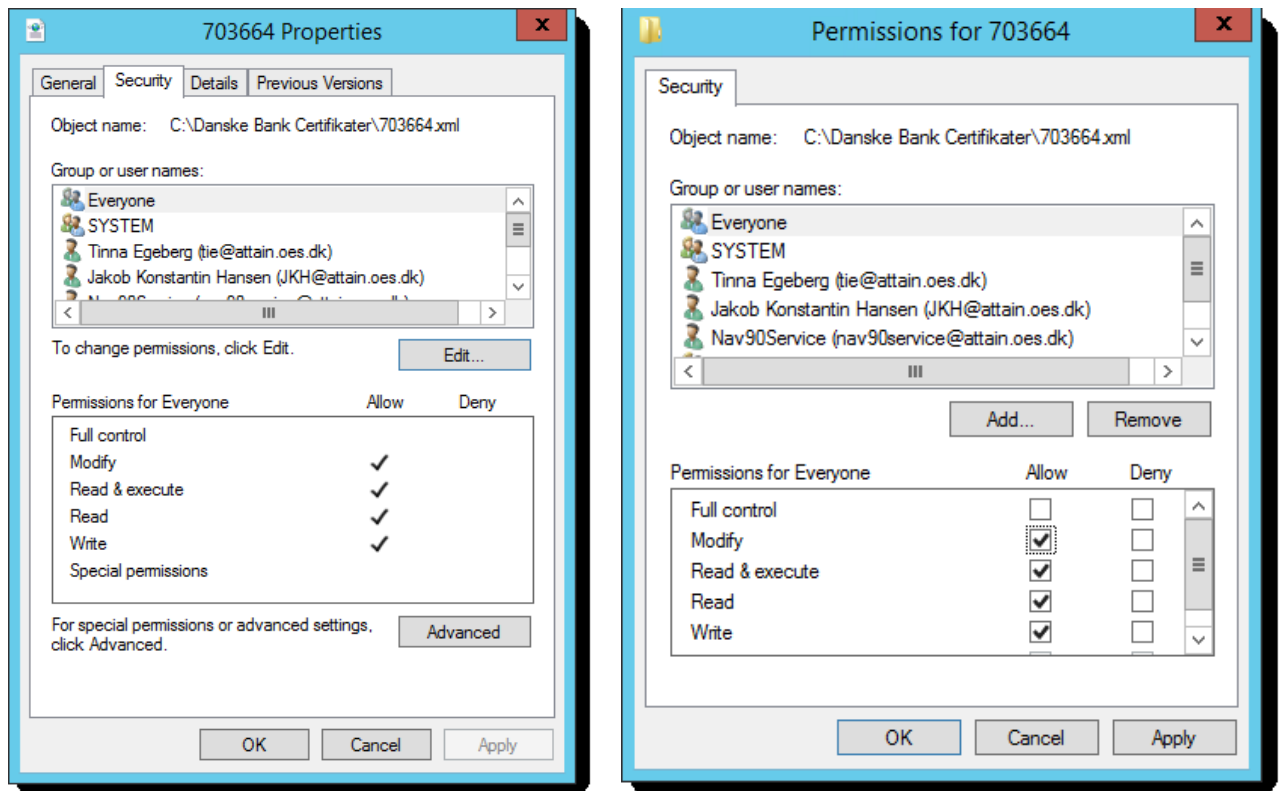 703664 Properties
X
General Security Details Previous Versions
Object name: C:\Danske Bank Certifikater\703664.xml
Group or user names:
Everyone
SYSTEM
Tinna Egeberg (tie@attain.oes.dk)
Jakob Konstantin Hansen (JKH@attain.oes.dk)
To change permissions, click Edit.
Edit...
Permissions for Everyone Allow Deny
Full control
Modify
Read & execute
Read
Write
Special permissions
For special permissions or advanced settings,
click Advanced.
Advanced
OK Cancel Apply
Permissions for 703664
X
Security
Object name: C:\Danske Bank Certifikater\703664.xml
Group or user names:
Everyone
SYSTEM
Tinna Egeberg (tie@attain.oes.dk)
Jakob Konstantin Hansen (JKH@attain.oes.dk)
Nav90Service (nav90service@attain.oes.dk)
Add... Remove
Permissions for Everyone Allow Deny
Full control
Modify
Read & execute
Read
Write
OK Cancel Apply